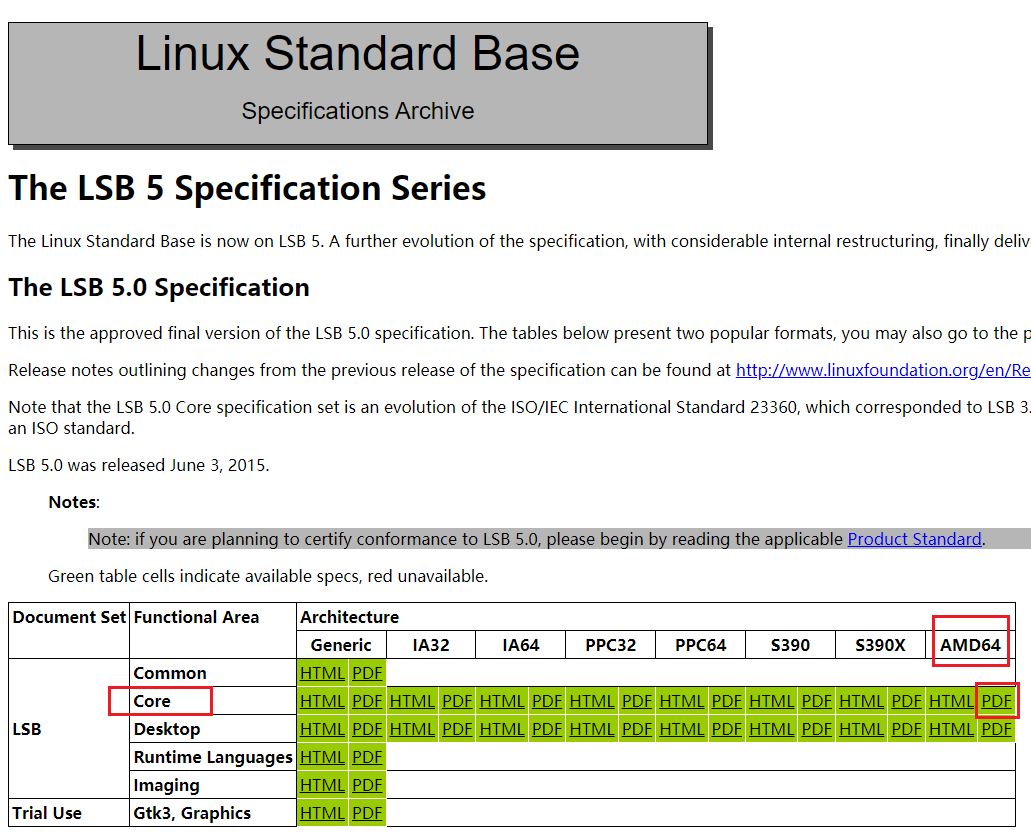 Linux Standard Base
Specifications Archive
The LSB 5 Specification Series
The Linux Standard Base is now on LSB 5. A further evolution of the specification, with considerable internal restructuring, finally
The LSB 5.0 Specification
This is the approved final version of the LSB 5.0 specification. The tables below present two popular formats, you may also go to the
Release notes outlining changes from the previous release of the specification can be found at http://www.linuxfoundation.org/en/Re
Note that the LSB 5.0 Core specification set is an evolution of the ISO/IEC International Standard 23360, which corresponded to LSB 3.
an ISO standard.
LSB 5.0 was released June 3, 2015.
Notes:
Note: if you are planning to certify conformance to LSB 5.0, please begin by reading the applicable Product Standard.
Green table cells indicate available specs, red unavailable.
Document Set Functional Area Architecture
Generic IA32 IA64 PPC32 PPC64 S390 S390X AMD64
LSB
Common HTML PDF
Core HTML PDF HTML PDF HTML PDF HTML PDF HTML PDF HTML PDF HTML PDF HTML PDF
Desktop HTML PDF HTML PDF HTML PDF HTML PDF HTML PDF HTML PDF HTML PDF HTML PDF
Runtime Languages HTML PDF
Imaging HTML PDF
Trial Use Gtk3, Graphics HTML PDF